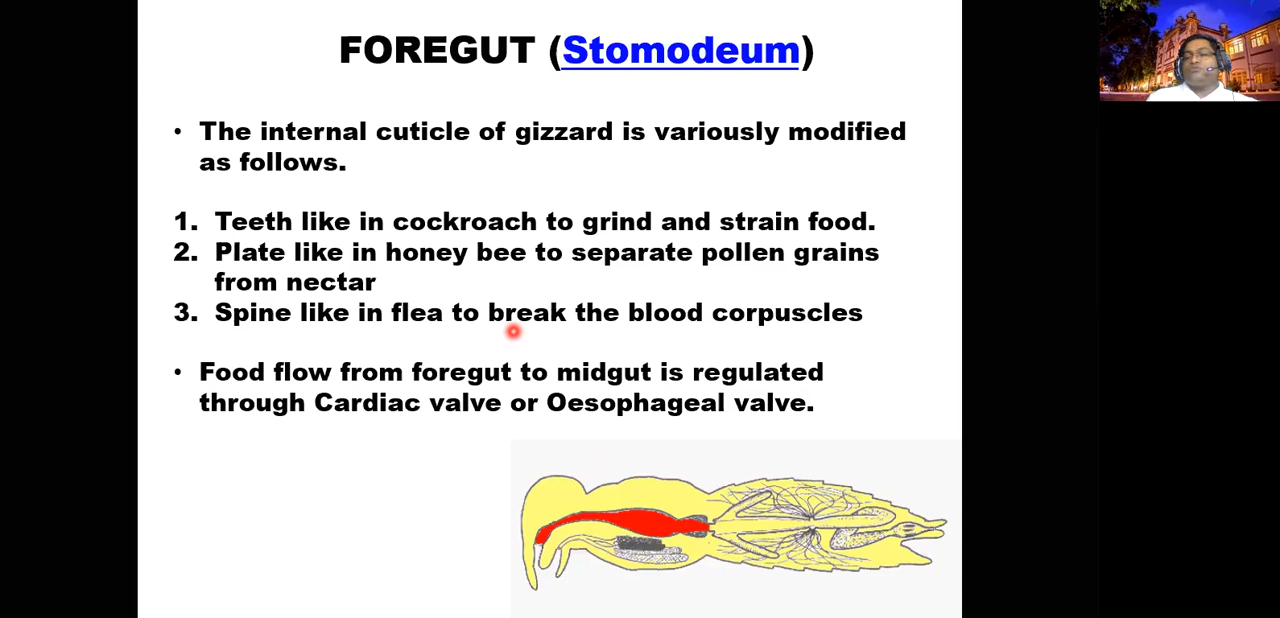 FOREGUT (Stomodeum)
• The internal cuticle of gizzard is variously modified
as follows.
1. Teeth like in cockroach to grind and strain food.
2. Plate like in honey bee to separate pollen grains
from nectar
3. Spine like in flea to break the blood corpuscles
• Food flow from foregut to midgut is regulated
through Cardiac valve or Oesophageal valve.